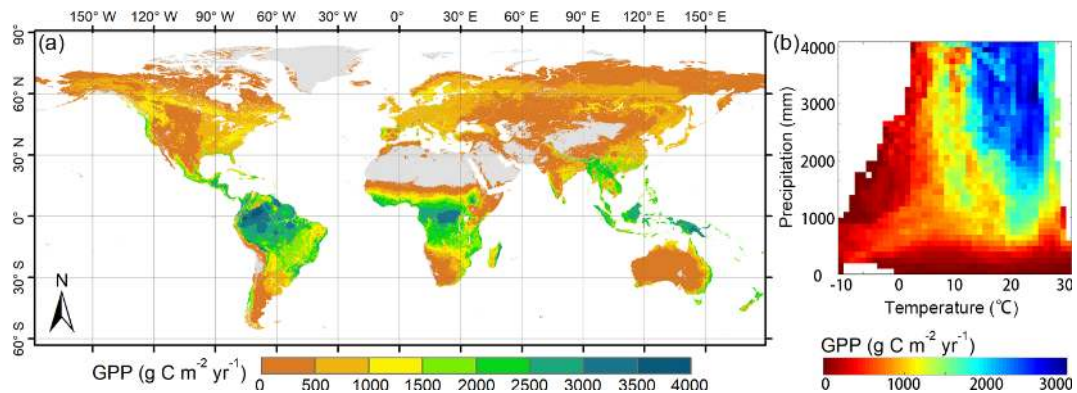 150° W 120° W 90° W 60° W 30° W 0° 30° E 60° E 90° E 120° E 150° E
90° N
(a)
60° N
30° N
0°
30° S
60° S
N
GPP (g C m⁻² yr⁻¹)
0 500 1000 1500 2000 2500 3000 3500 4000
(b)
4000
3000
2000
1000
0
Precipitation (mm)
-10 0 10 20 30
Temperature (℃)
GPP (g C m⁻² yr⁻¹)
0 1000 2000 3000